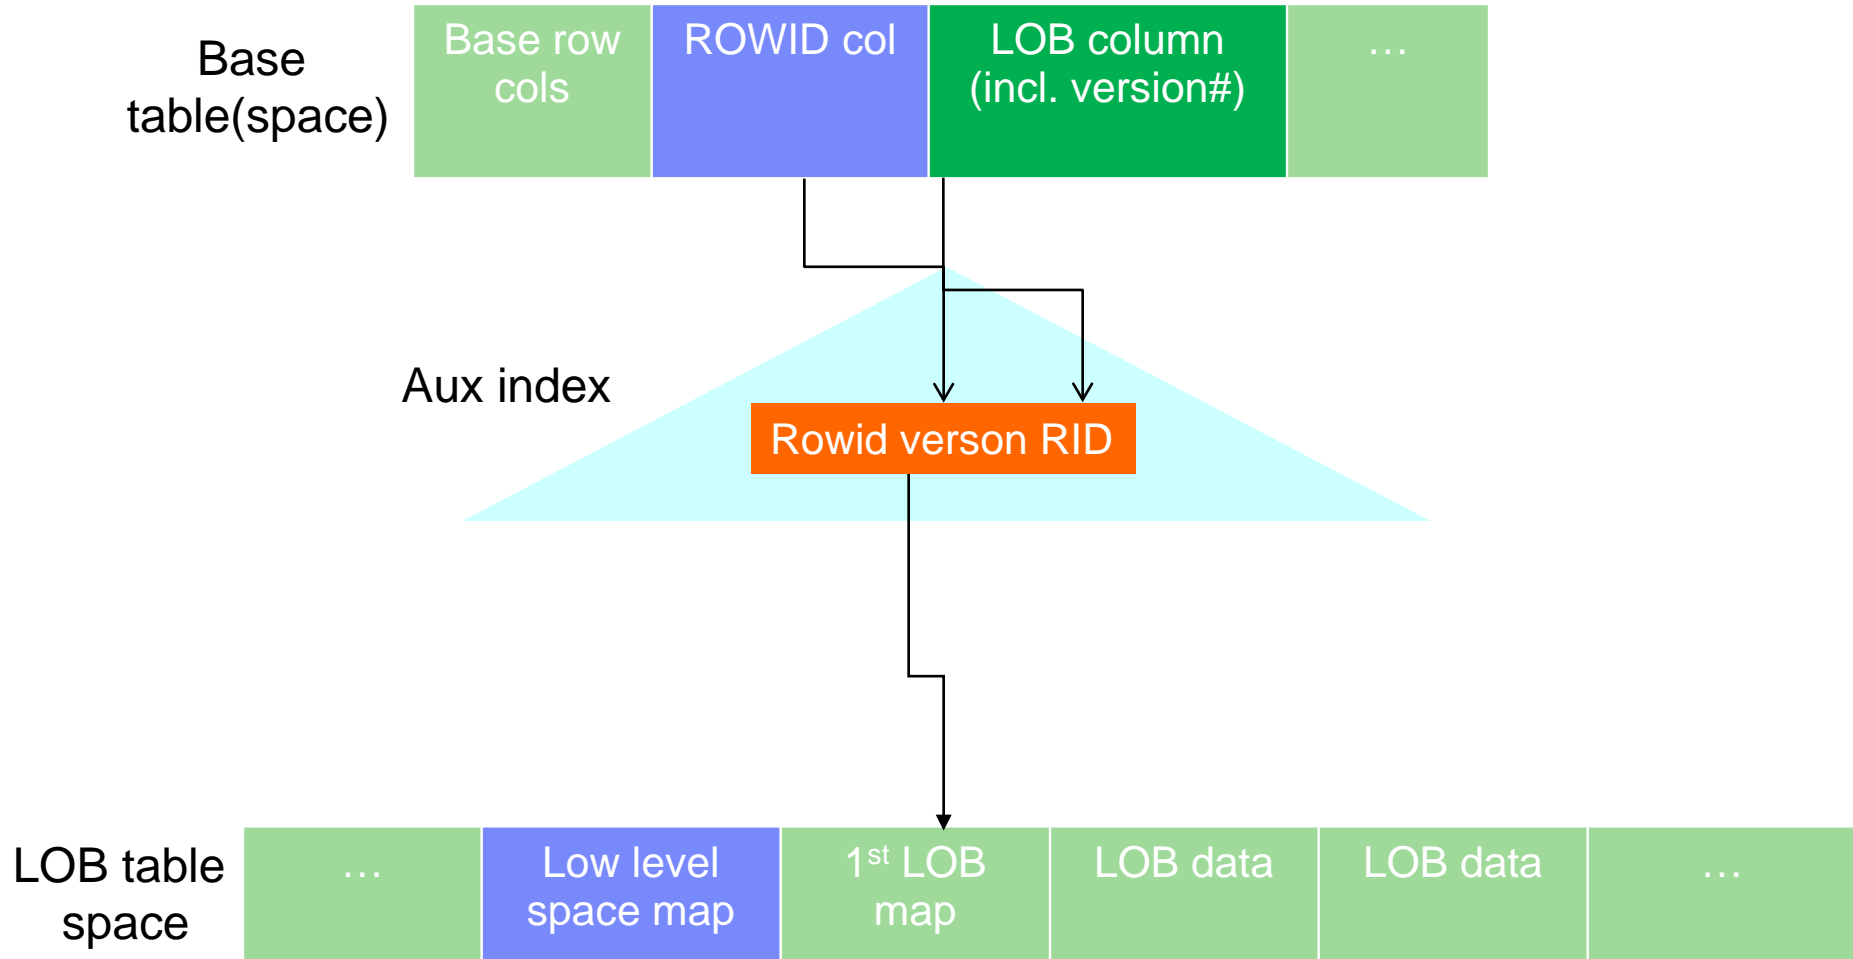 Base
table(space)
Base row
cols
ROWID col
LOB column
(incl. version#)
…
Aux index
Rowid verson RID
LOB table
space
…
Low level
space map
1st LOB
map
LOB data
LOB data
…